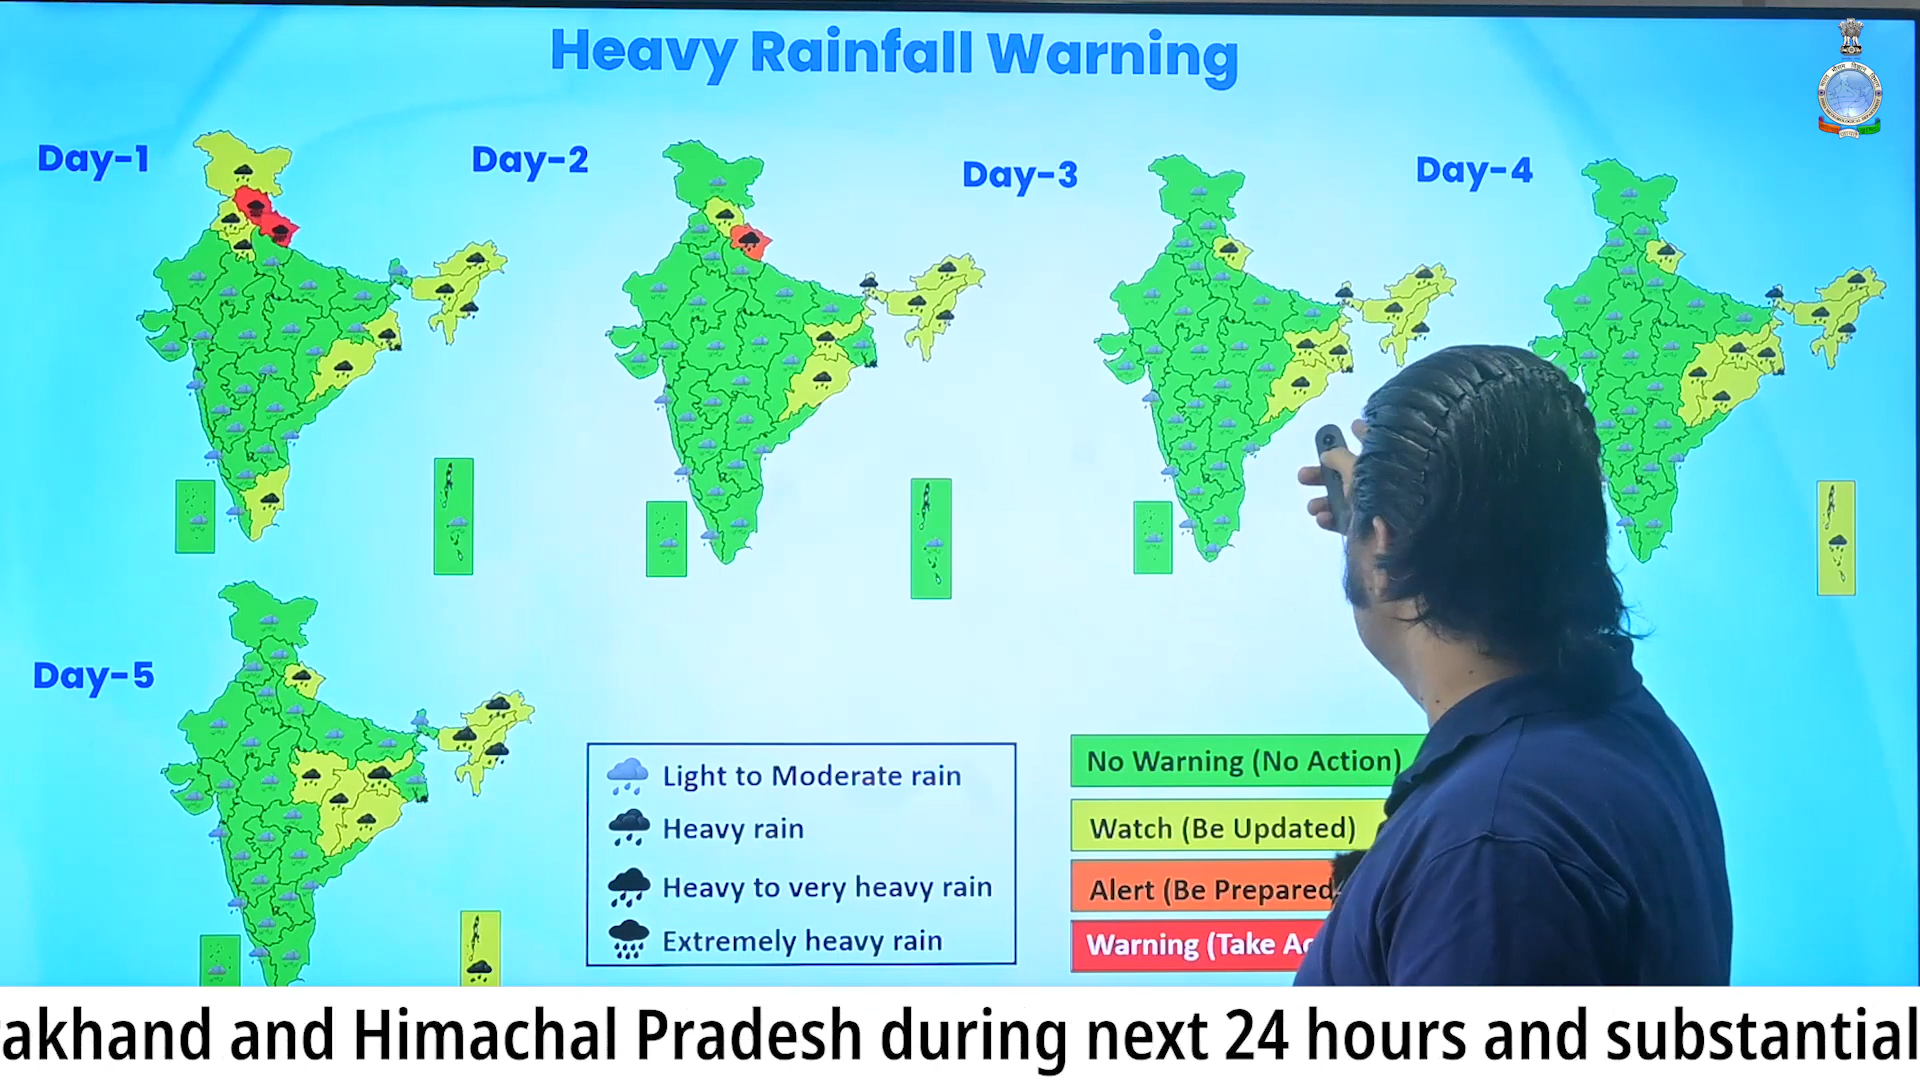 Heavy Rainfall Warning
Day-1
Day-2
Day-3
Day-4
Day-5
Light to Moderate rain
Heavy rain
Heavy to very heavy rain
Extremely heavy rain
No Warning (No Action)
Watch (Be Updated)
Alert (Be Prepared
Warning (Take Ac
akhand and Himachal Pradesh during next 24 hours and substantial